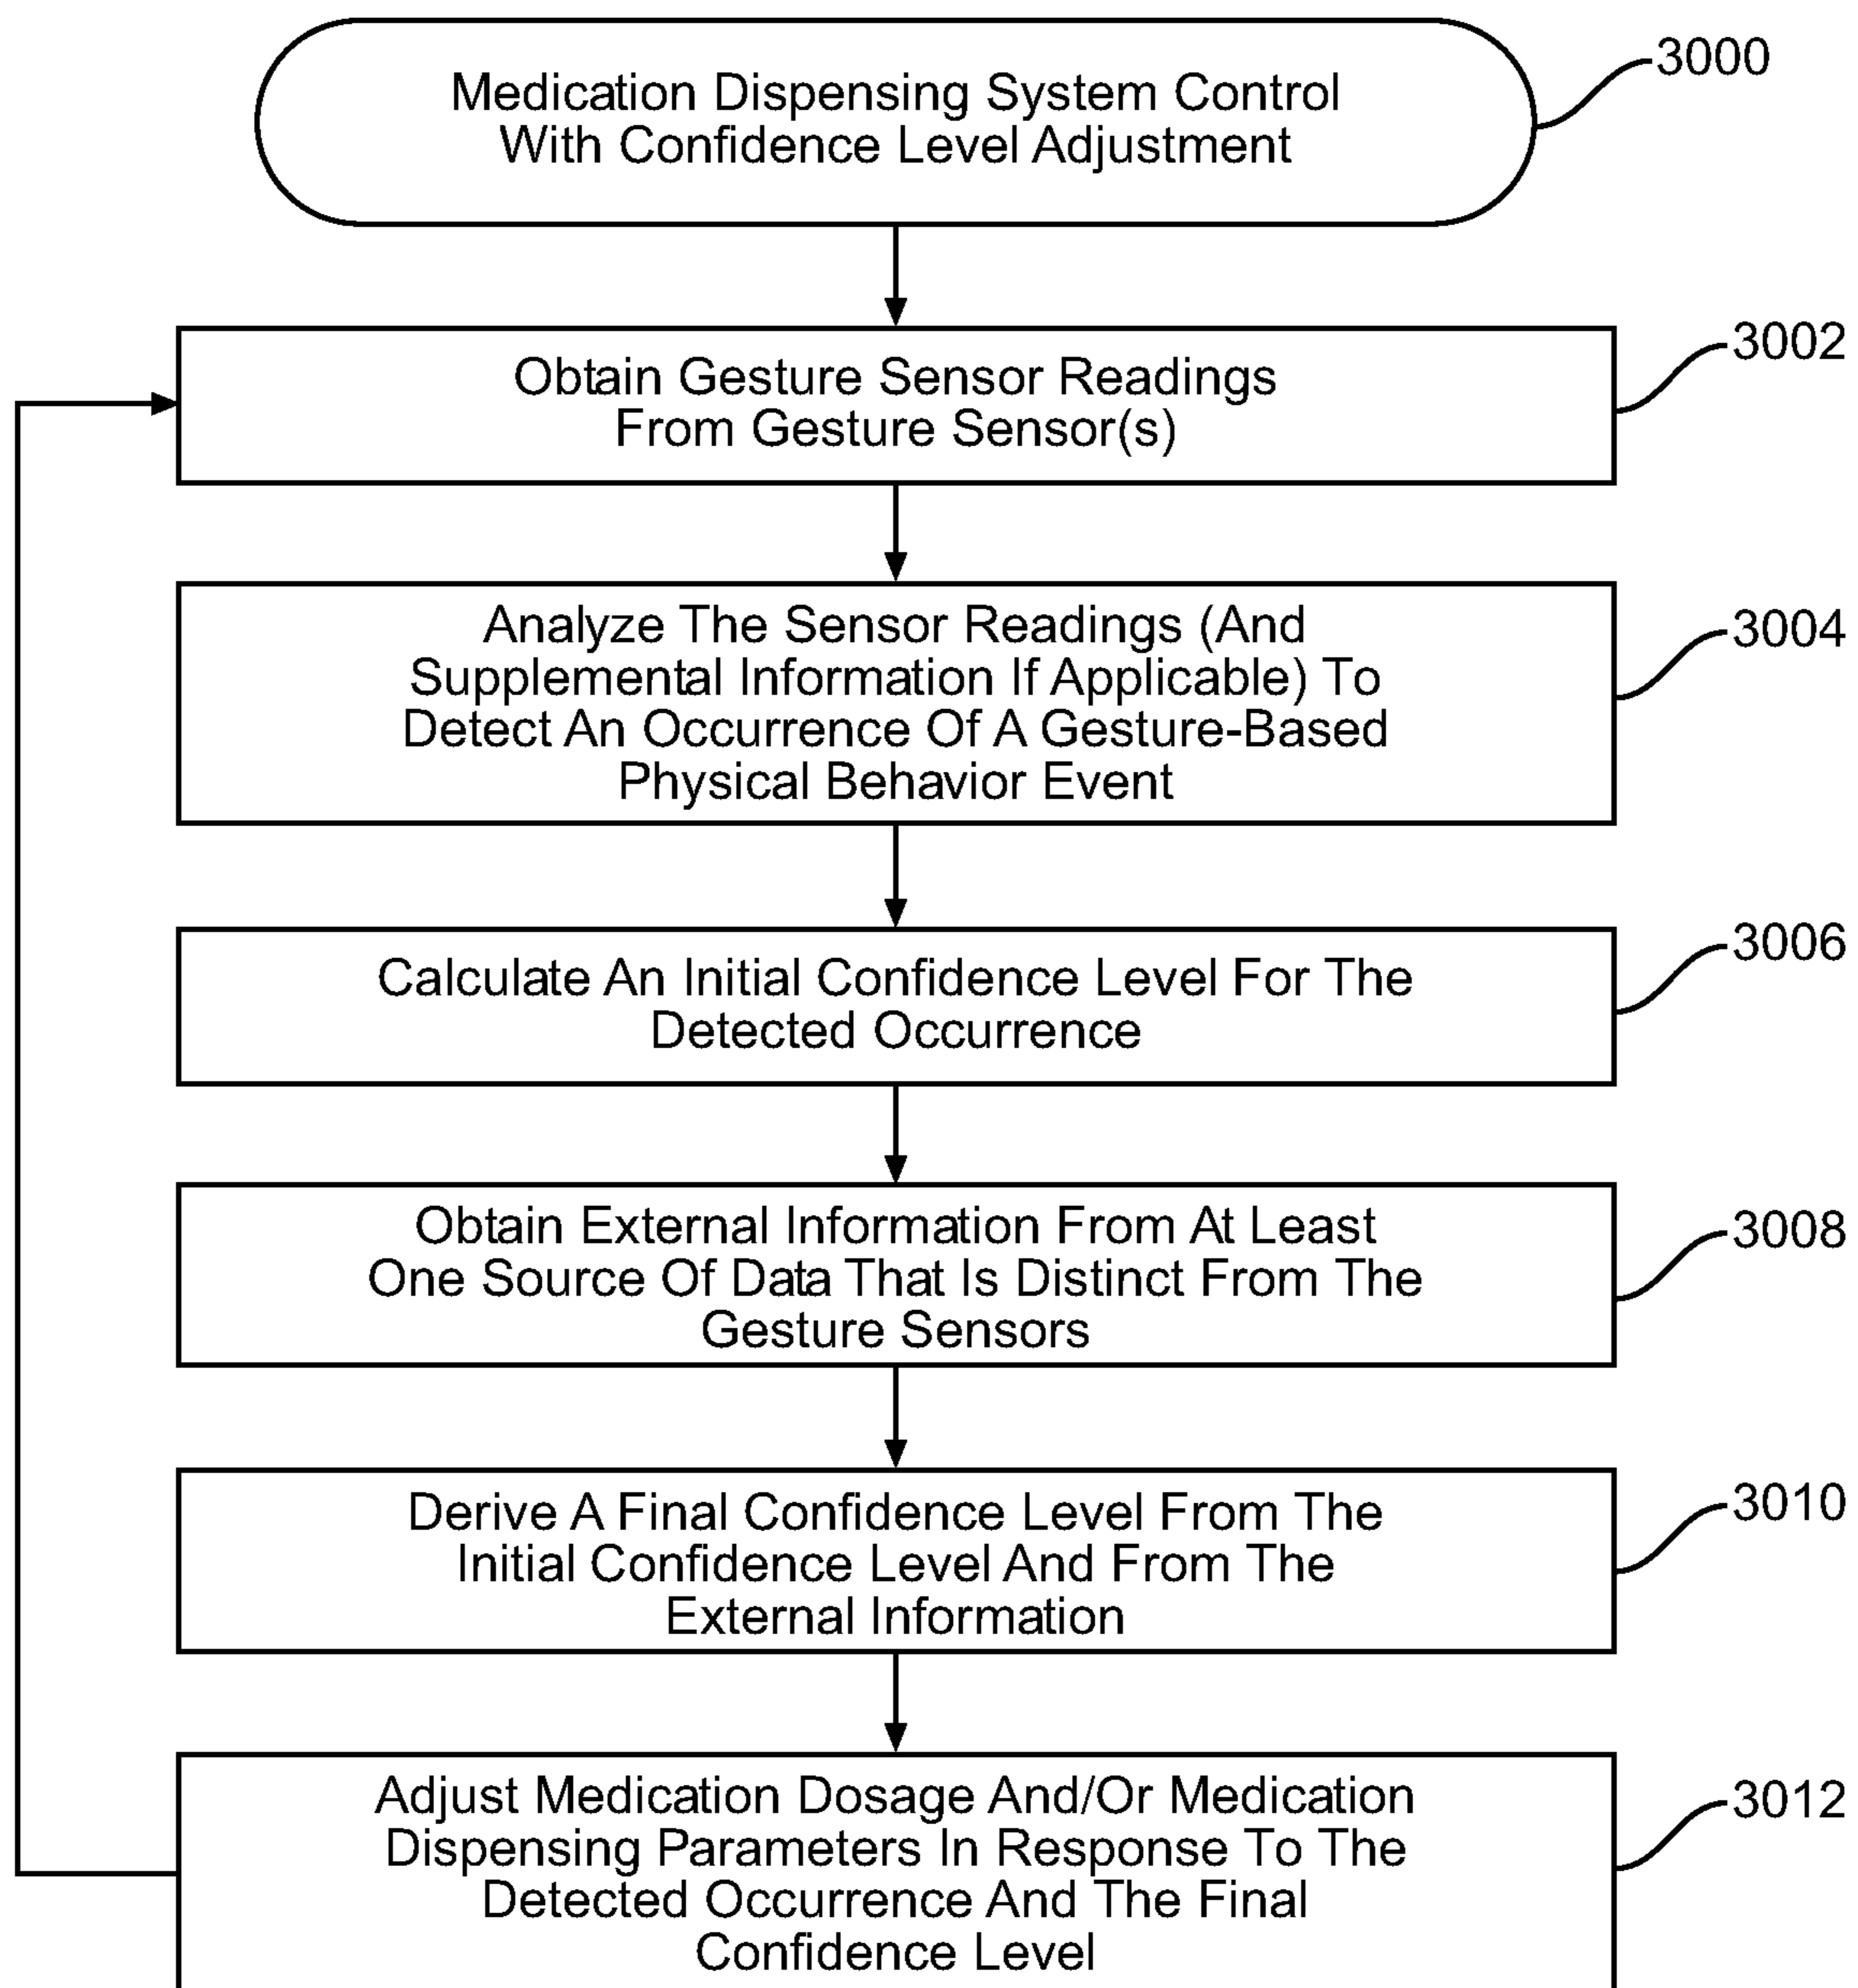 Medication Dispensing System Control
With Confidence Level Adjustment
3000
Obtain Gesture Sensor Readings
From Gesture Sensor(s)
3002
Analyze The Sensor Readings (And
Supplemental Information If Applicable) To
Detect An Occurrence Of A Gesture-Based
Physical Behavior Event
3004
Calculate An Initial Confidence Level For The
Detected Occurrence
3006
Obtain External Information From At Least
One Source Of Data That Is Distinct From The
Gesture Sensors
3008
Derive A Final Confidence Level From The
Initial Confidence Level And From The
External Information
3010
Adjust Medication Dosage And/Or Medication
Dispensing Parameters In Response To The
Detected Occurrence And The Final
Confidence Level
3012